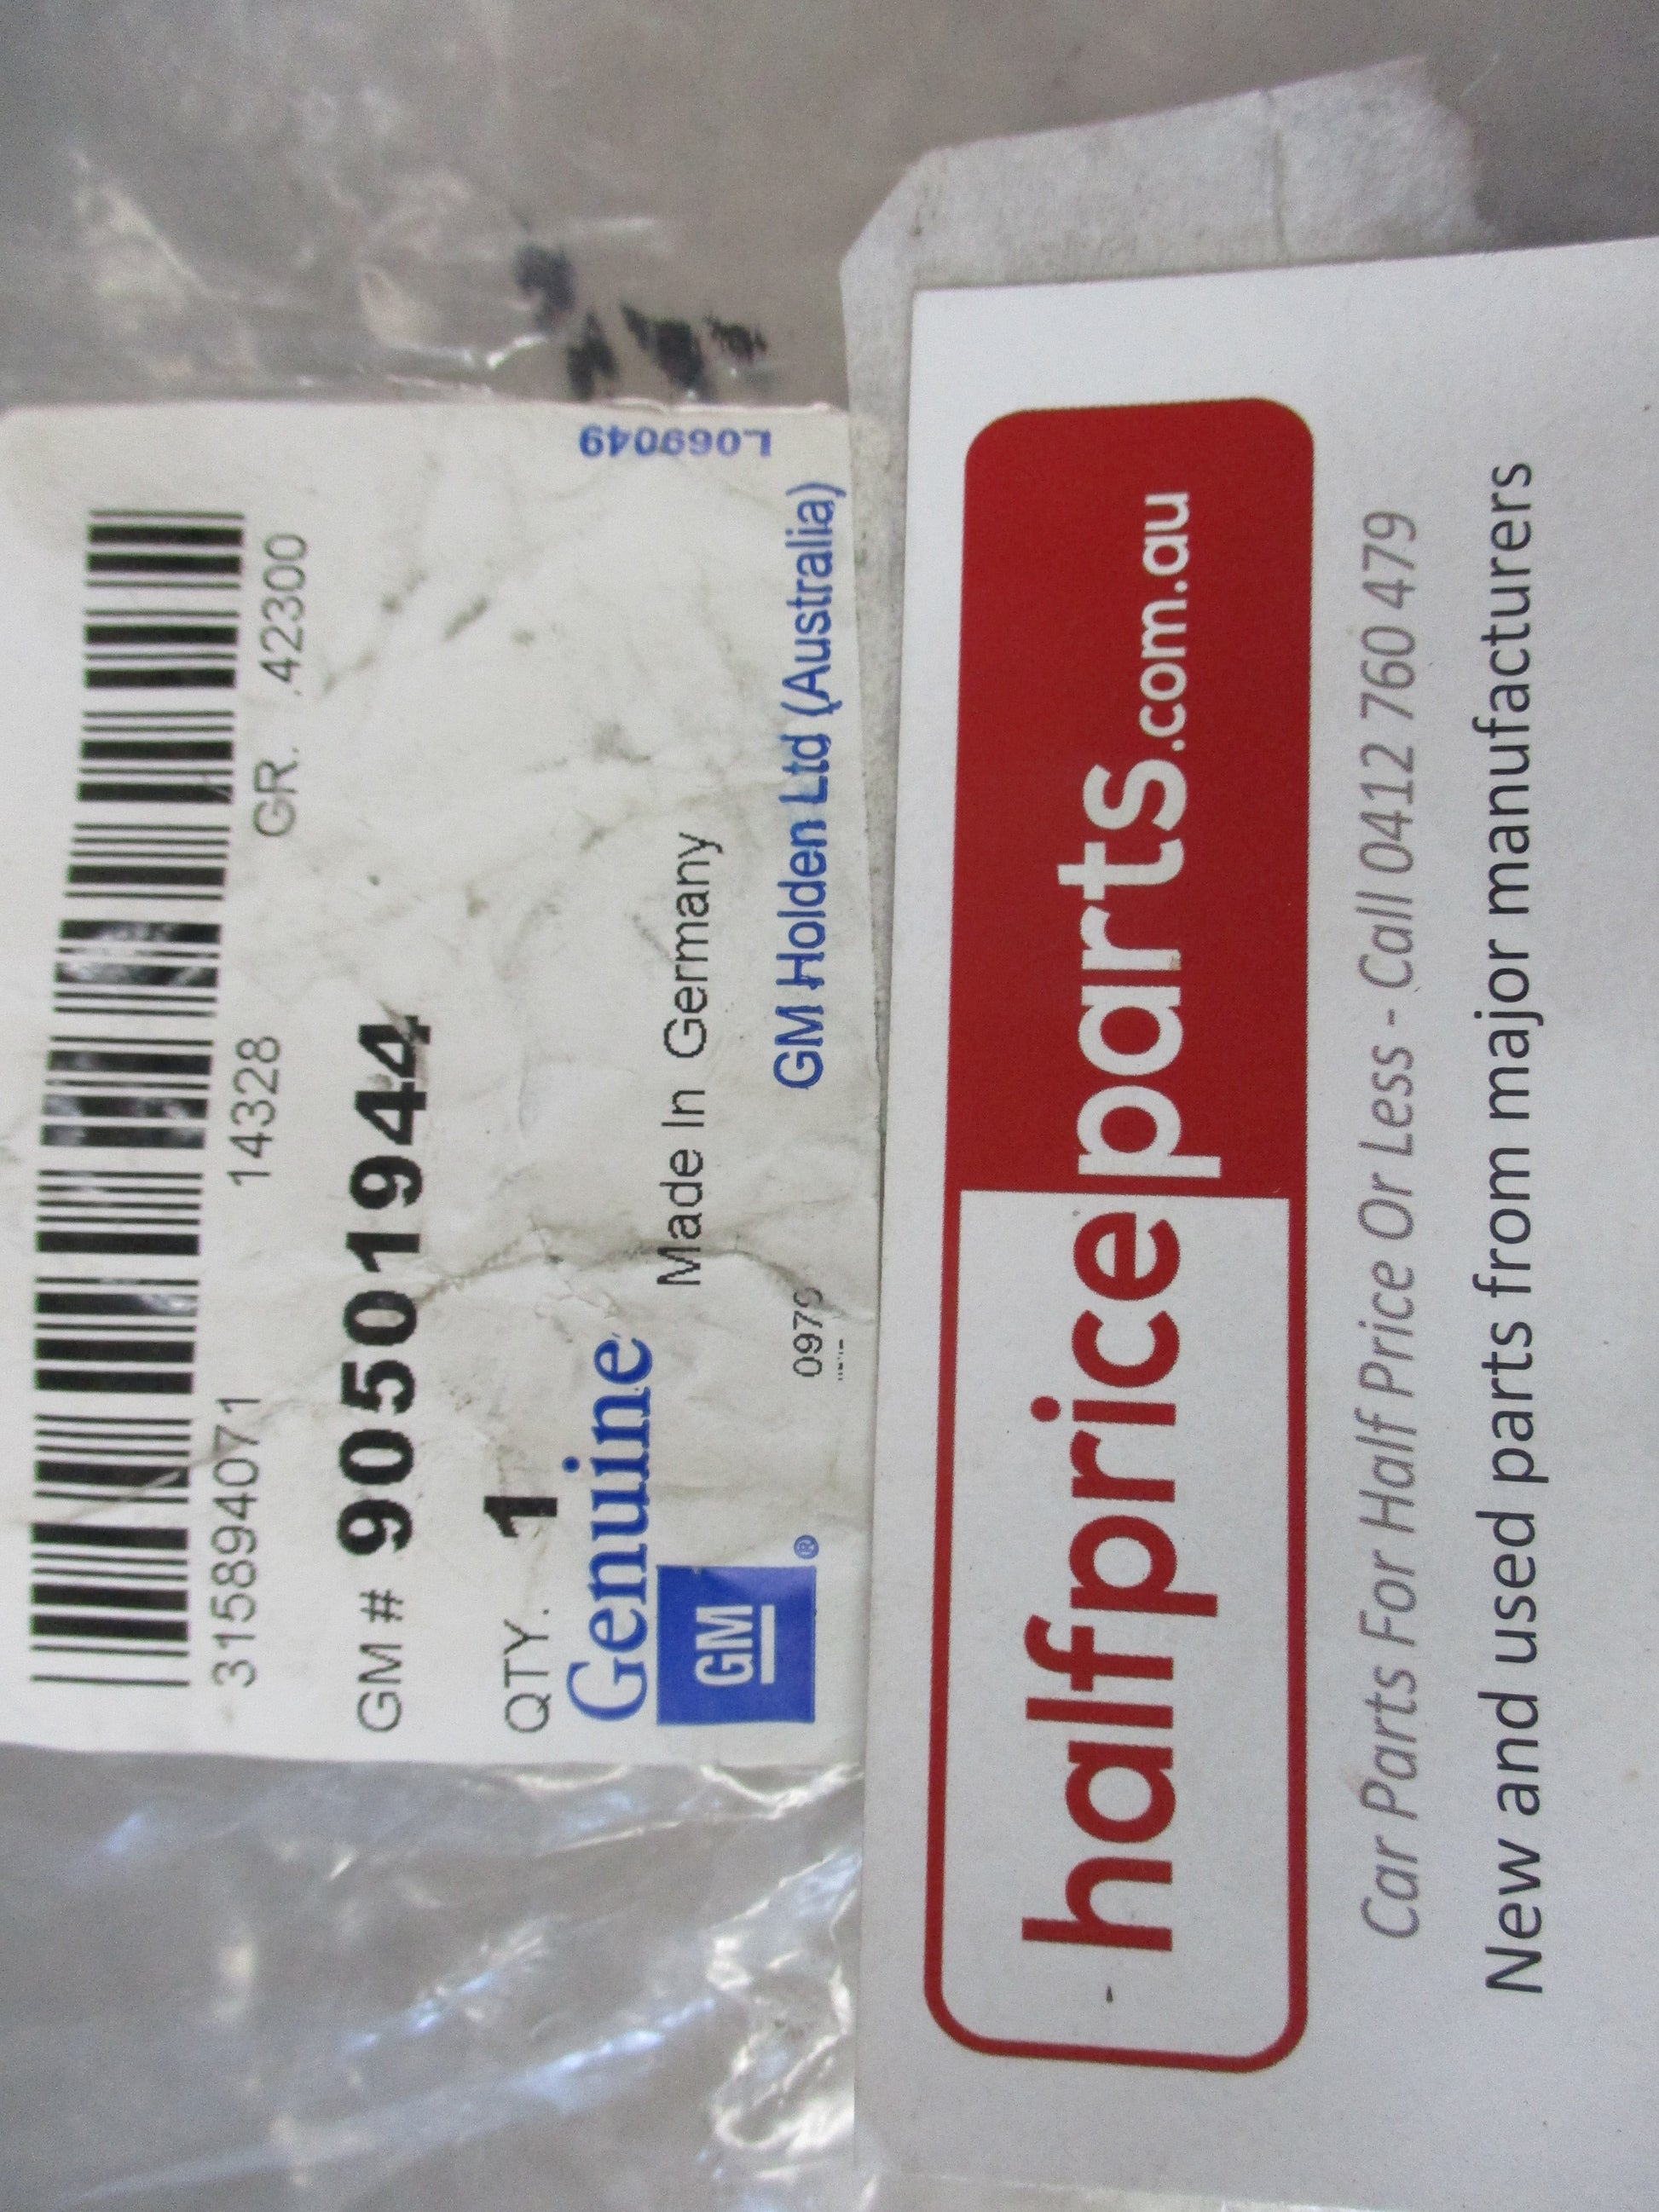 315894071 14328 GR. .42300
GM # 90501944
QTY. 1
Genuine
GM ®
Made In Germany
GM Holden Ltd (Australia)
L069049
halfpriceparts.com.au
Car Parts For Half Price Or Less - Call 0412 760 479
New and used parts from major manufacturers